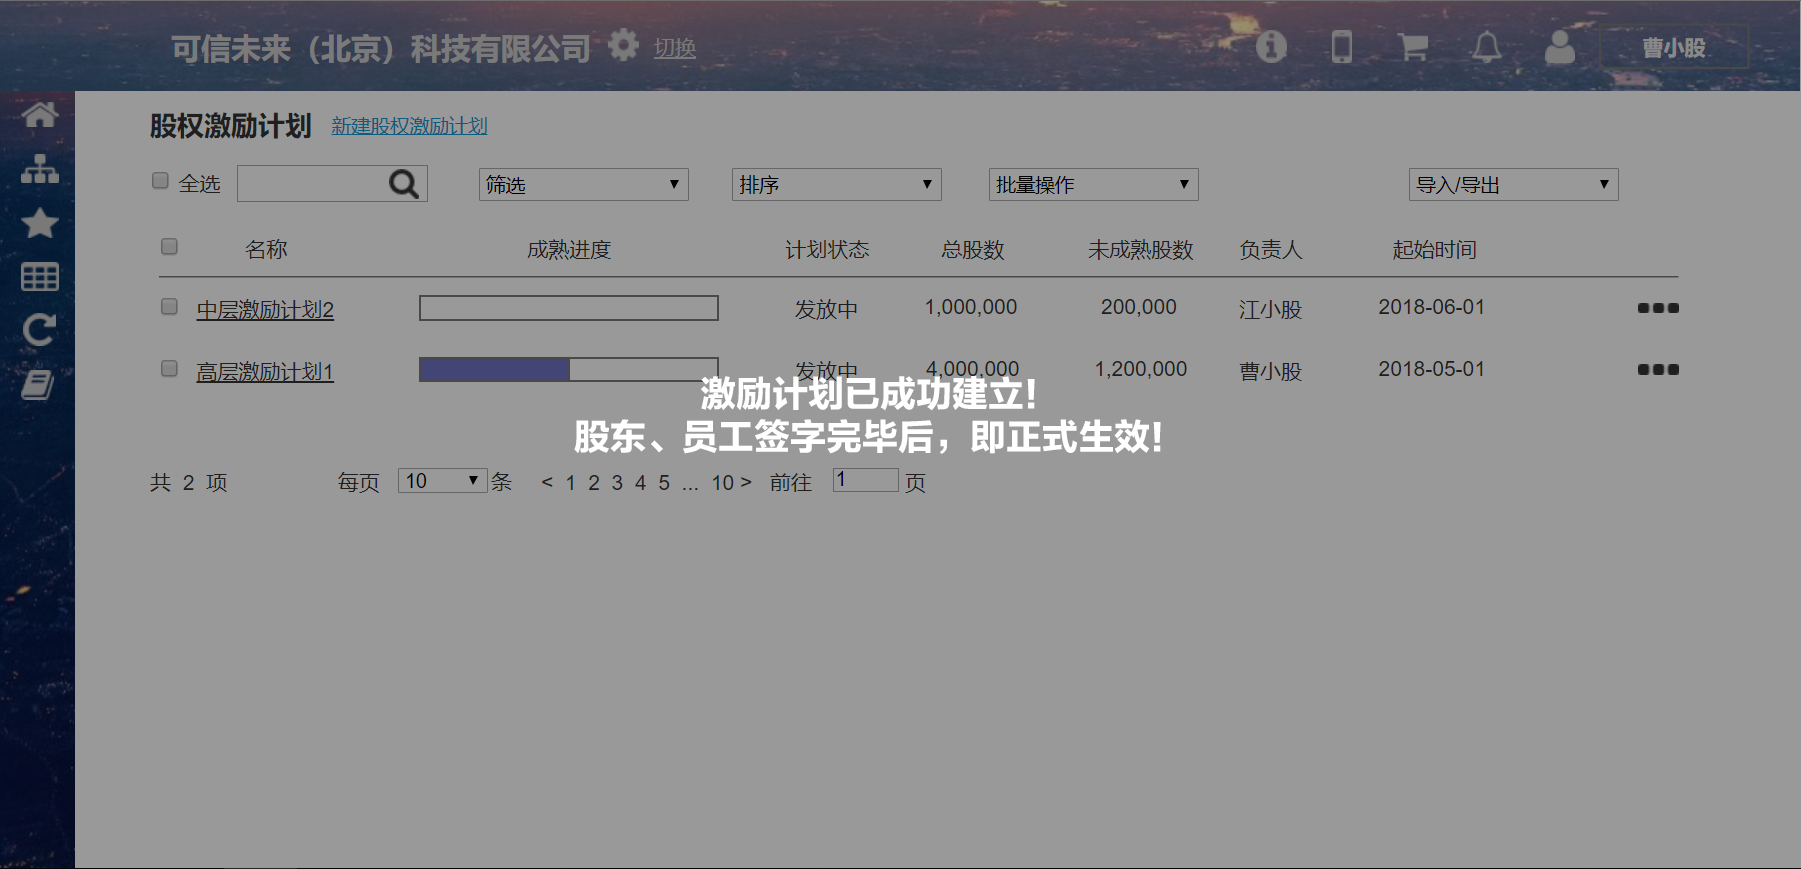 可信未来（北京）科技有限公司 切换 曹小股
股权激励计划 新建股权激励计划
全选 筛选 排序 批量操作 导入/导出
名称 成熟进度 计划状态 总股数 未成熟股数 负责人 起始时间
中层激励计划2 发放中 1,000,000 200,000 江小股 2018-06-01
高层激励计划1 发放中 4,000,000 1,200,000 曹小股 2018-05-01
激励计划已成功建立!
股东、员工签字完毕后，即正式生效!
共 2 项 每页 10 条 < 1 2 3 4 5 ... 10 > 前往 1 页